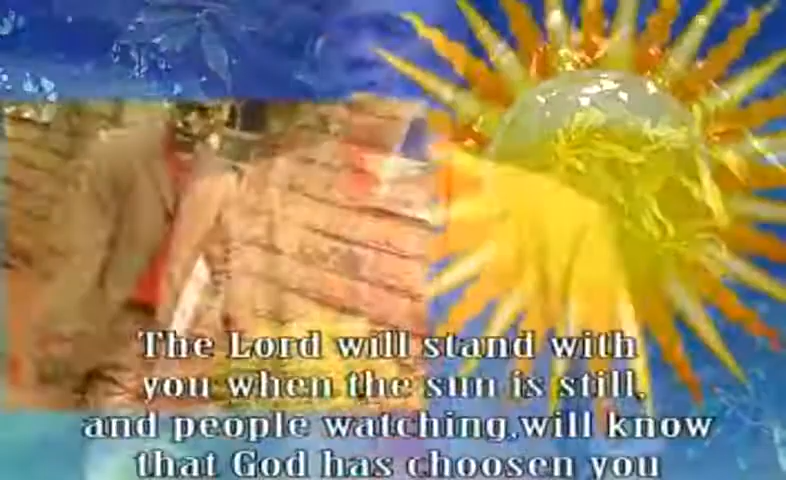 The Lord will stand with
you when the sun is still,
and people watching,will know
that God has choosen you